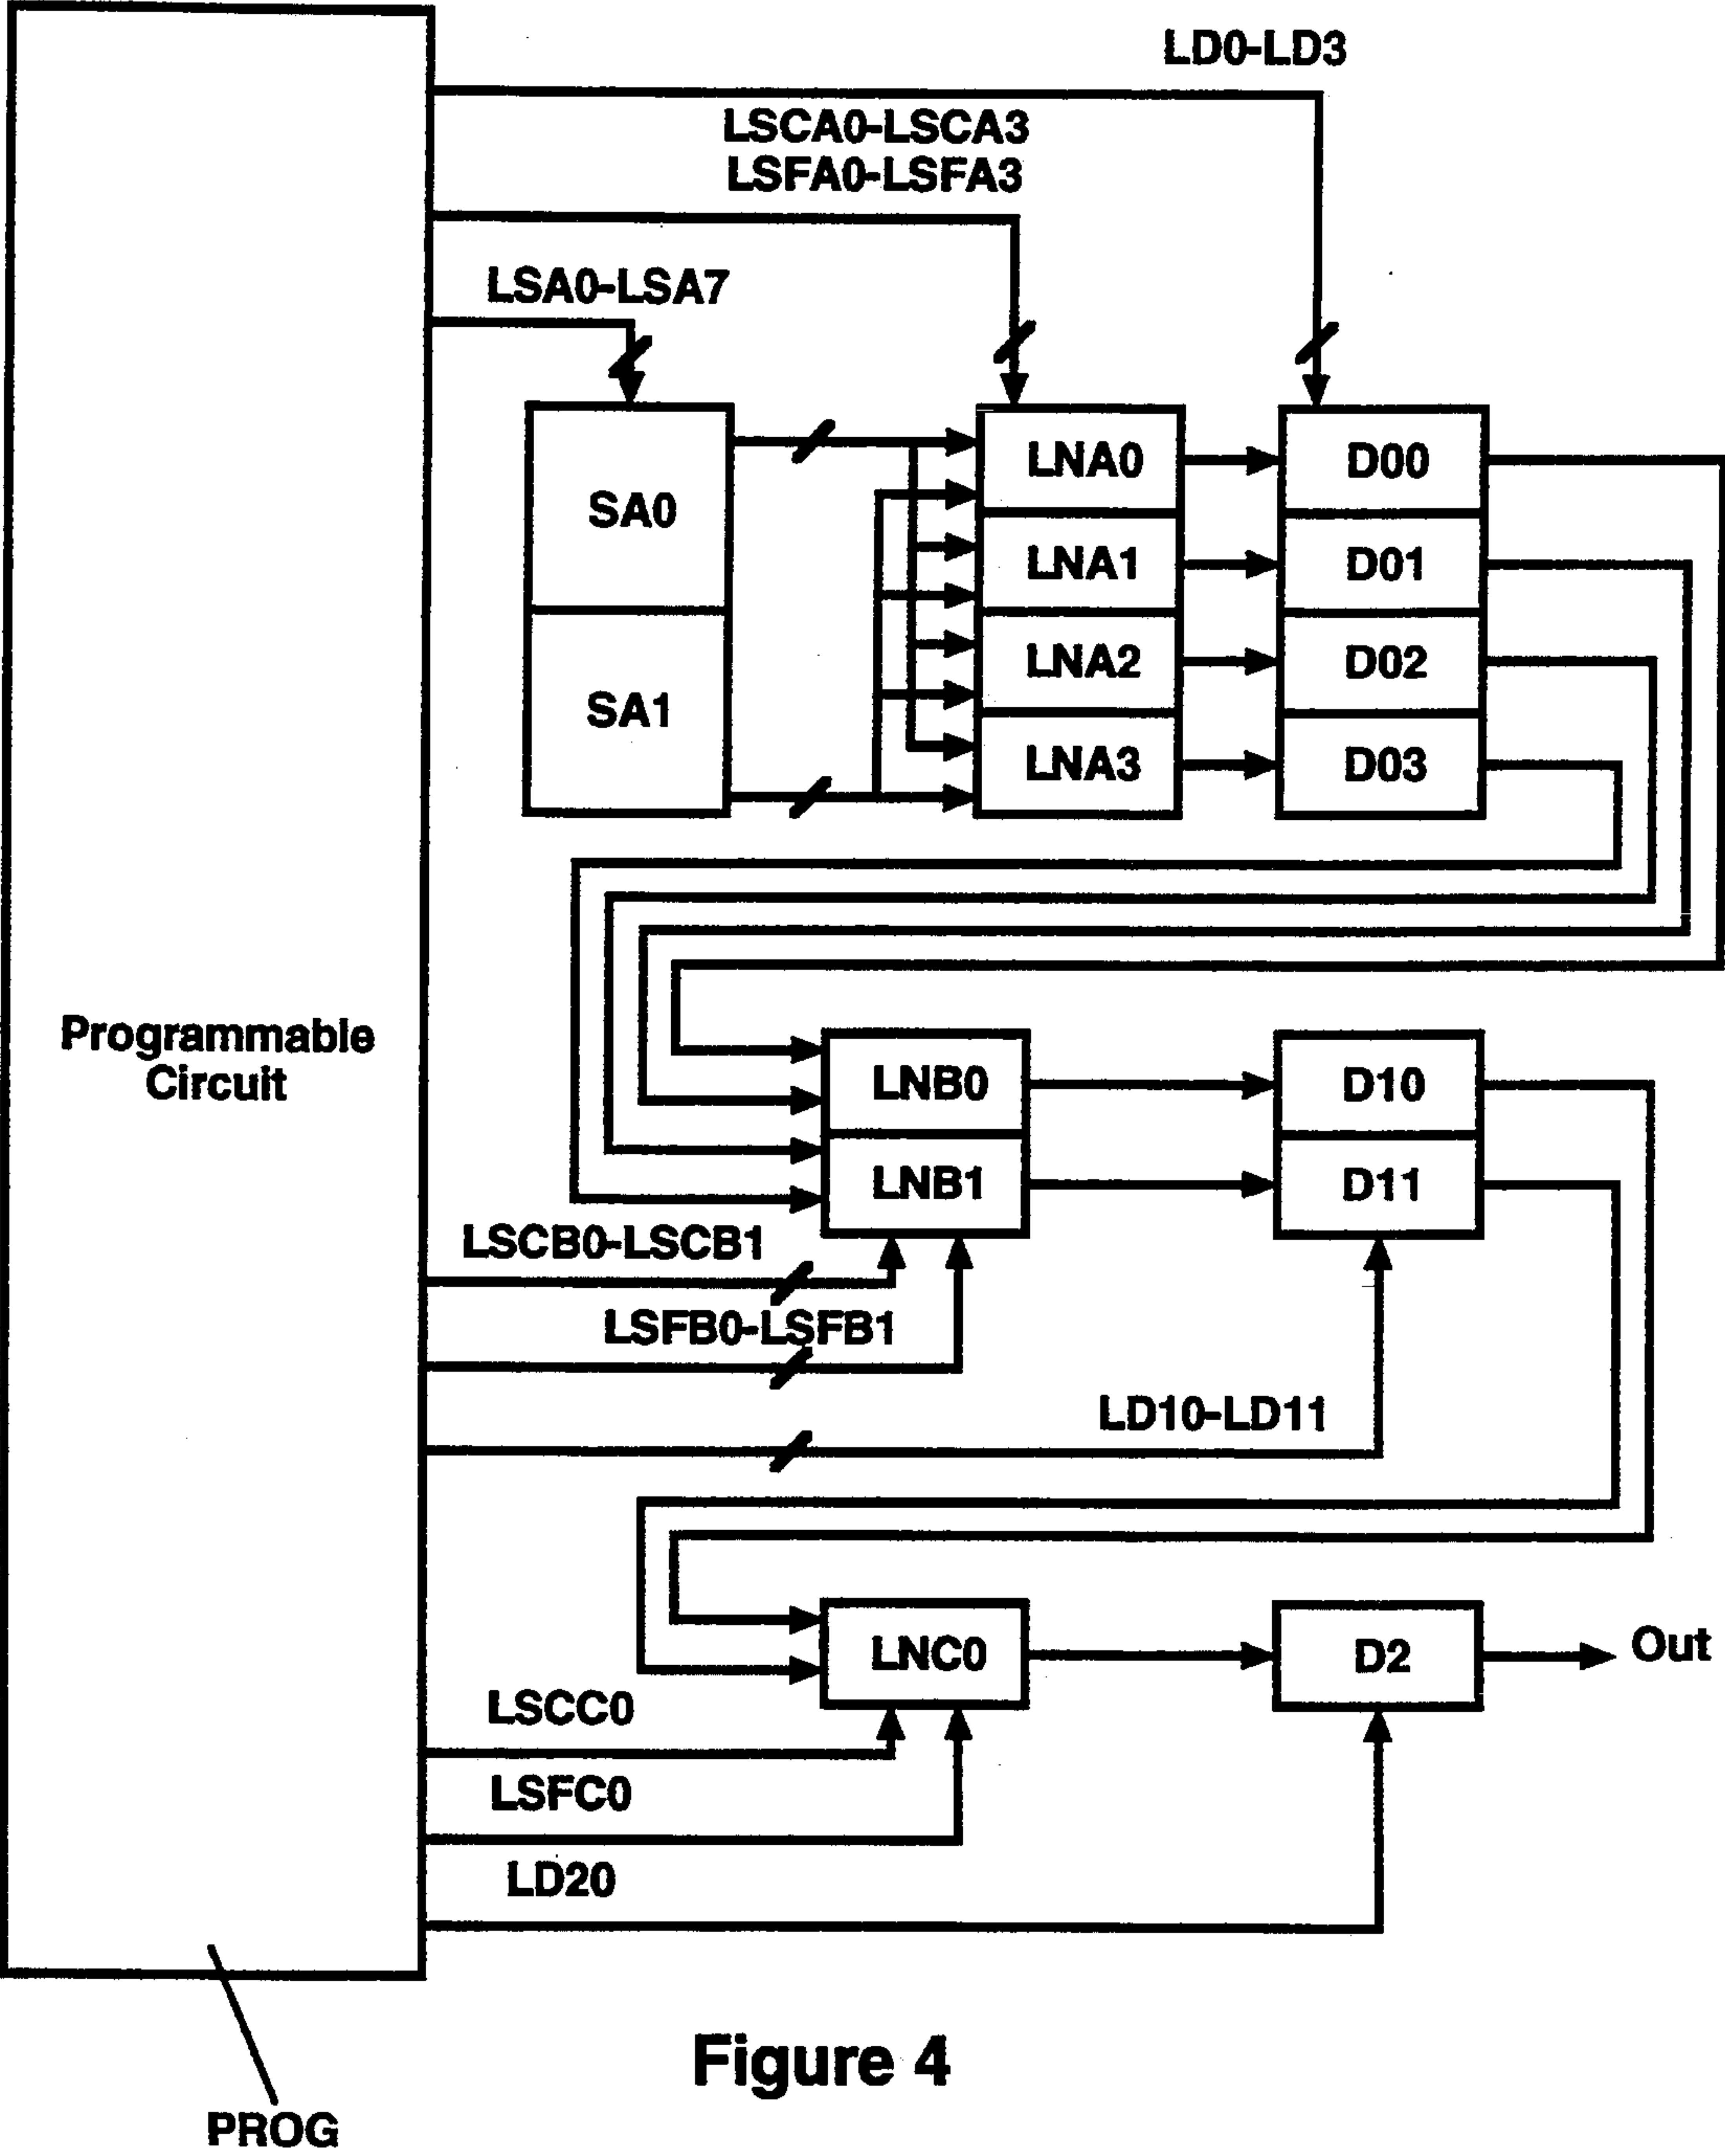 LD0-LD3
LSCA0-LSCA3
LSFA0-LSFA3
LSA0-LSA7
SA0
SA1
LNA0
LNA1
LNA2
LNA3
D00
D01
D02
D03
Programmable
Circuit
LNB0
LNB1
D10
D11
LSCB0-LSCB1
LSFB0-LSFB1
LD10-LD11
LNC0
D2
Out
LSCC0
LSFC0
LD20
Figure 4
PROG